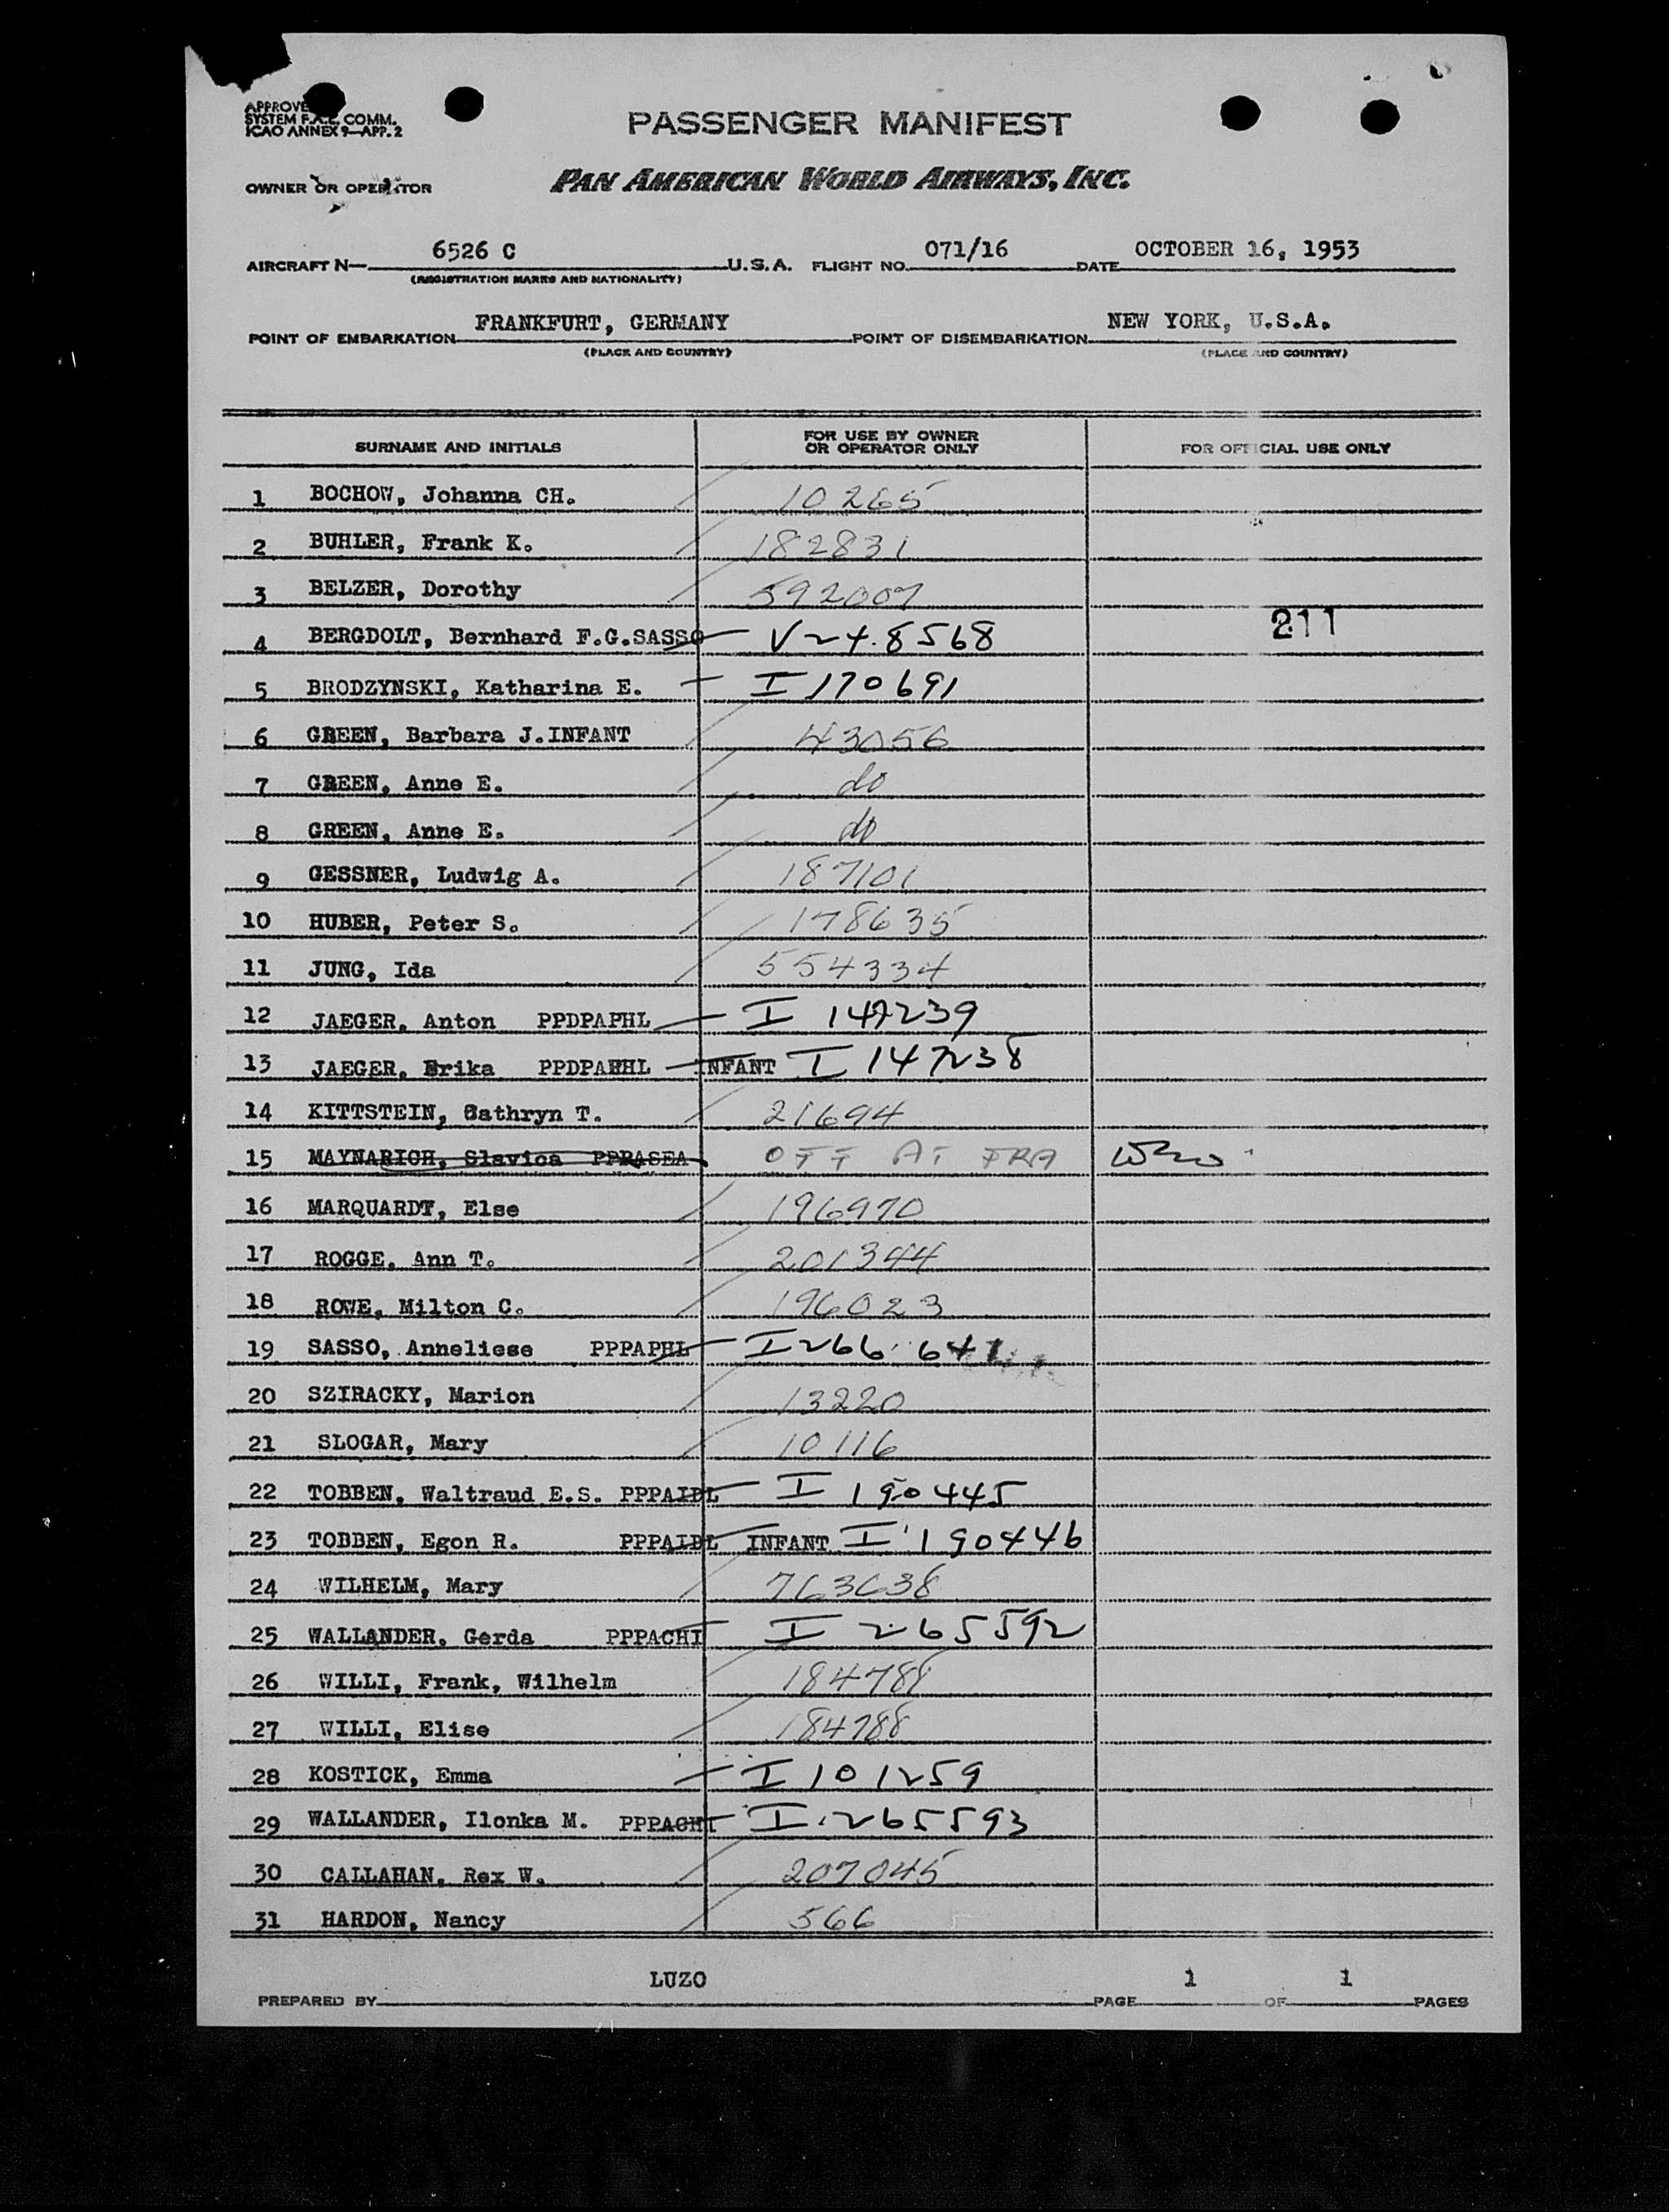 SYSTEM F.A.L. COMM.
ICAO ANNEX 9—APP. 2
PASSENGER MANIFEST
OWNER OR OPERATOR PAN AMERICAN WORLD AIRWAYS, INC.
AIRCRAFT N— 6526 C U.S.A. FLIGHT NO. 071/16 DATE OCTOBER 16, 1953
(REGISTRATION MARKS AND NATIONALITY)
POINT OF EMBARKATION FRANKFURT, GERMANY POINT OF DISEMBARKATION NEW YORK, U.S.A.
(PLACE AND COUNTRY) (PLACE AND COUNTRY)
SURNAME AND INITIALS FOR USE BY OWNER OR OPERATOR ONLY FOR OFFICIAL USE ONLY
1 BOCHOW, Johanna CH. 10265
2 BUHLER, Frank K. 182831
3 BELZER, Dorothy 592007
211
4 BERGDOLT, Bernhard F.G.SASSO V248568
5 BRODZYNSKI, Katharina E. I 170691
6 GREEN, Barbara J.INFANT 43056
7 GREEN, Anne E. do
8 GREEN, Anne E. do
9 GESSNER, Ludwig A. 187101
10 HUBER, Peter S. 178635
11 JUNG, Ida 554334
12 JAEGER, Anton PPDPAPHL I 147239
13 JAEGER, Erika PPDPAPHL INFANT I 147238
14 KITTSTEIN, Cathryn T. 21694
15 MAYNARICH, Slavica PPPASEA OFF AT FRA
16 MARQUARDT, Else 196970
17 ROGGE, Ann T. 201344
18 ROWE, Milton C. 196023
19 SASSO, Anneliese PPPAPHL I 266641
20 SZIRACKY, Marion 13220
21 SLOGAR, Mary 10116
22 TOBBEN, Waltraud E.S. PPPAIDL I 190445
23 TOBBEN, Egon R. PPPAIDL INFANT I 190446
24 WILHELM, Mary 763638
25 WALLANDER, Gerda PPPACHI I 265592
26 WILLI, Frank, Wilhelm 184788
27 WILLI, Elise 184788
28 KOSTICK, Emma I 101259
29 WALLANDER, Ilonka M. PPPACHI I 265593
30 CALLAHAN, Rex W. 207045
31 HARDON, Nancy 566
PREPARED BY LUZO PAGE 1 OF 1 PAGES